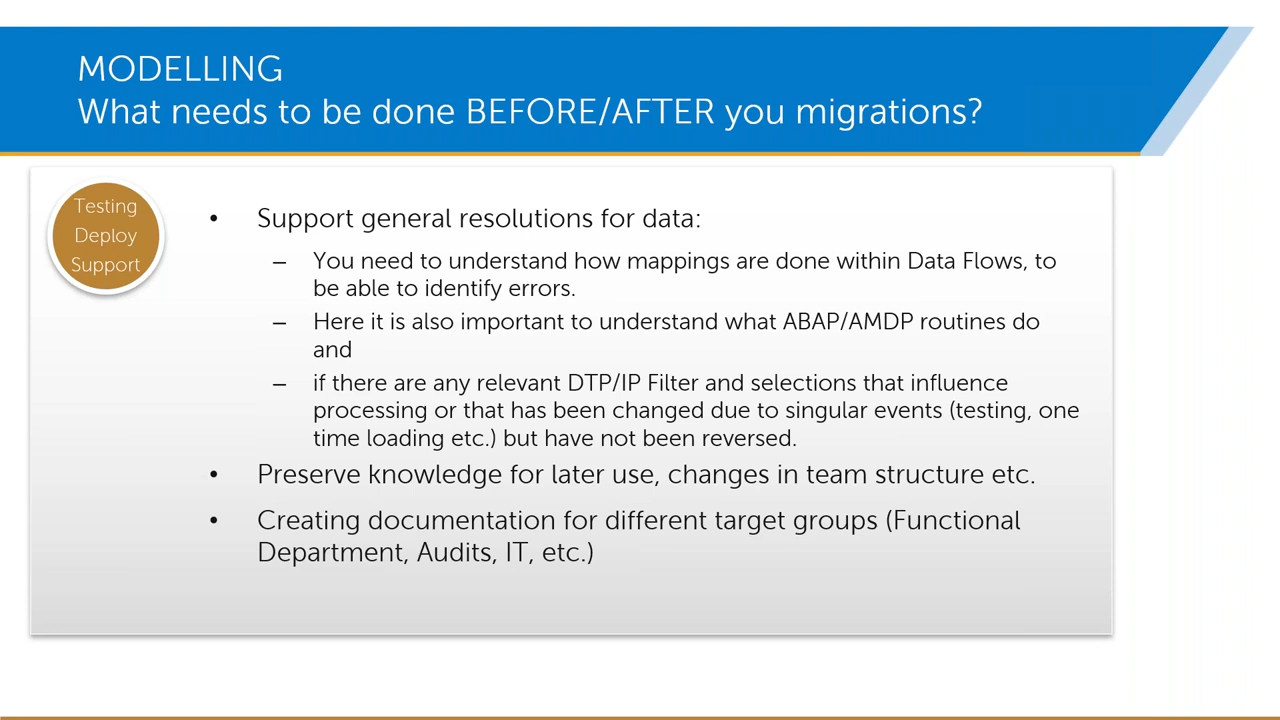 MODELLING
What needs to be done BEFORE/AFTER you migrations?
Testing
Deploy
Support
• Support general resolutions for data:
– You need to understand how mappings are done within Data Flows, to
be able to identify errors.
– Here it is also important to understand what ABAP/AMDP routines do
and
– if there are any relevant DTP/IP Filter and selections that influence
processing or that has been changed due to singular events (testing, one
time loading etc.) but have not been reversed.
• Preserve knowledge for later use, changes in team structure etc.
• Creating documentation for different target groups (Functional
Department, Audits, IT, etc.)